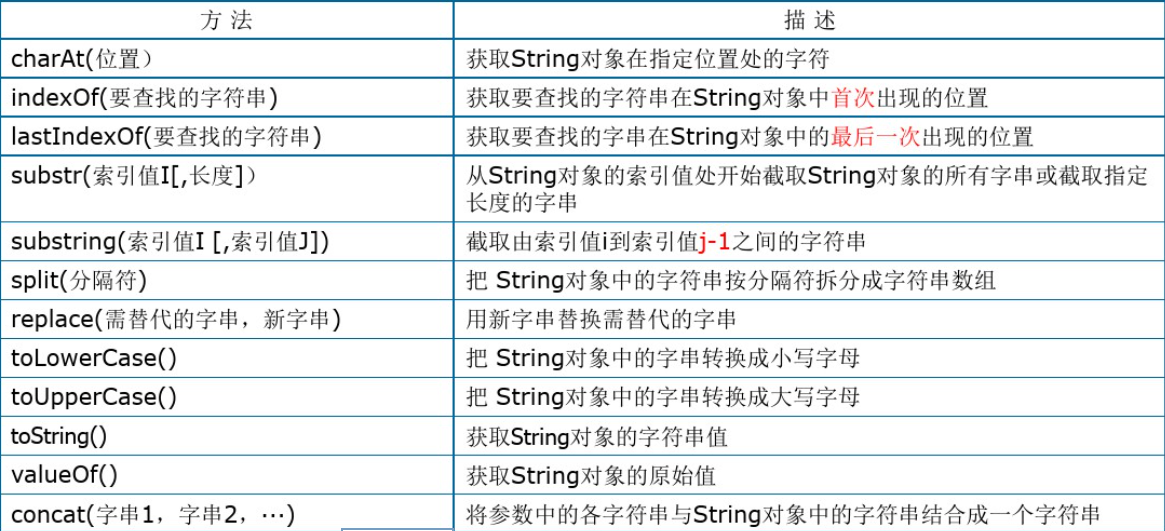 方 法
描 述
charAt(位置）
获取String对象在指定位置处的字符
indexOf(要查找的字符串)
获取要查找的字符串在String对象中首次出现的位置
lastIndexOf(要查找的字符串)
获取要查找的字串在String对象中的最后一次出现的位置
substr(索引值I[,长度]）
从String对象的索引值处开始截取String对象的所有字串或截取指定
长度的字串
substring(索引值I [,索引值J])
截取由索引值i到索引值j-1之间的字符串
split(分隔符)
把 String对象中的字符串按分隔符拆分成字符串数组
replace(需替代的字串，新字串)
用新字串替换需替代的字串
toLowerCase()
把 String对象中的字串转换成小写字母
toUpperCase()
把 String对象中的字串转换成大写字母
toString()
获取String对象的字符串值
valueOf()
获取String对象的原始值
concat(字串1，字串2，…)
将参数中的各字符串与String对象中的字符串结合成一个字符串